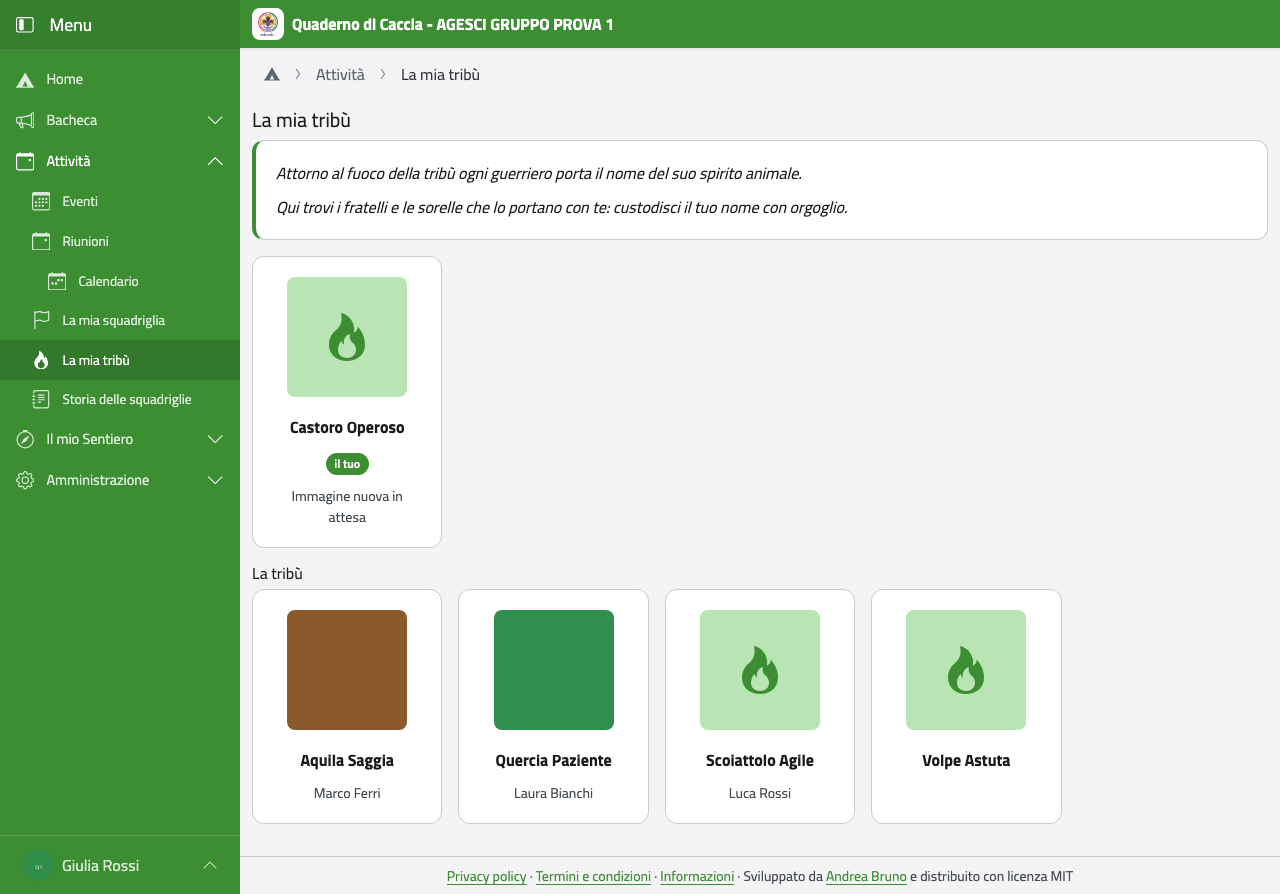 Menu
Quaderno di Caccia - AGESCI GRUPPO PROVA 1
Home
Bacheca
Attività
Eventi
Riunioni
Calendario
La mia squadriglia
La mia tribù
Storia delle squadriglie
Il mio Sentiero
Amministrazione
Giulia Rossi
Attività
La mia tribù
La mia tribù
Attorno al fuoco della tribù ogni guerriero porta il nome del suo spirito animale.
Qui trovi i fratelli e le sorelle che lo portano con te: custodisci il tuo nome con orgoglio.
Castoro Operoso
il tuo
Immagine nuova in
attesa
La tribù
Aquila Saggia
Marco Ferri
Quercia Paziente
Laura Bianchi
Scoiattolo Agile
Luca Rossi
Volpe Astuta
Privacy policy · Termini e condizioni · Informazioni · Sviluppato da Andrea Bruno e distribuito con licenza MIT